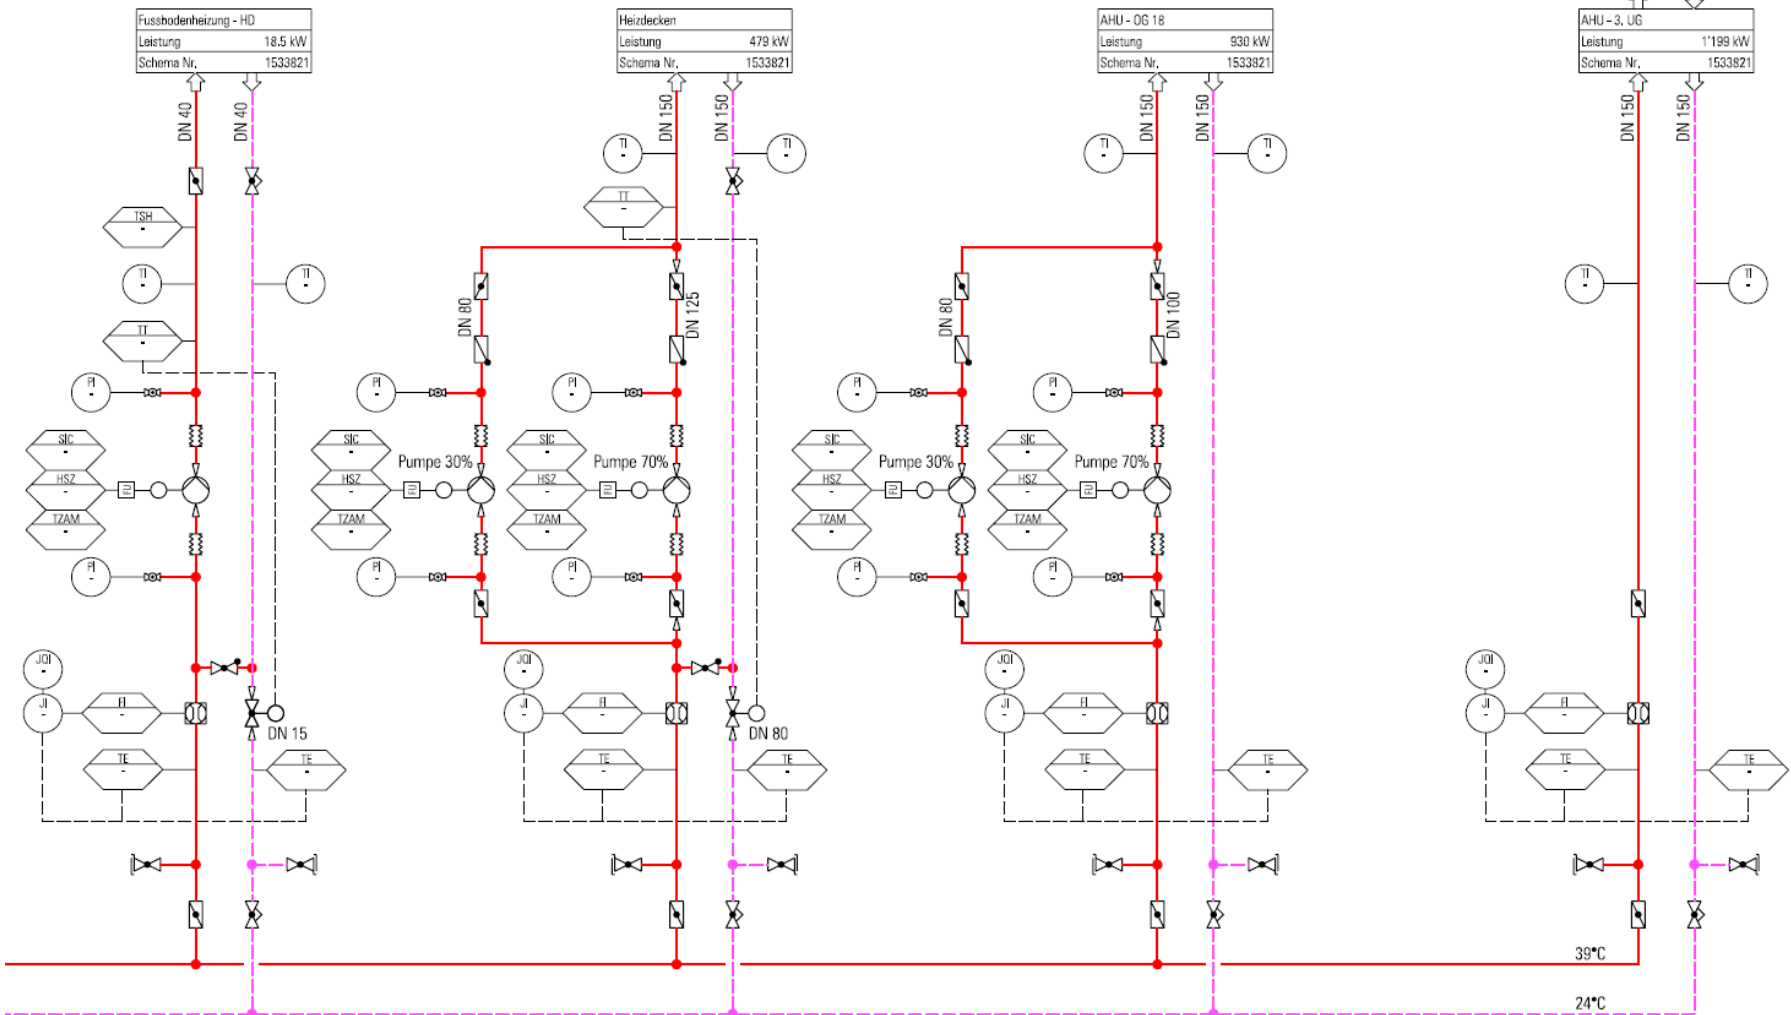 Fussbodenheizung - HD
Leistung 18.5 kW
Schema Nr. 1533821
Heizdecken
Leistung 479 kW
Schema Nr. 1533821
AHU - OG 18
Leistung 930 kW
Schema Nr. 1533821
AHU - 3. UG
Leistung 1'199 kW
Schema Nr. 1533821
DN 40
DN 40
DN 150
DN 150
DN 150
DN 150
DN 150
DN 150
TI
-
TI
-
TI
-
TI
-
TT
-
TSH
-
TI
-
TI
-
TI
-
TI
-
DN 80
DN 125
DN 80
DN 100
TT
-
PI
-
PI
-
PI
-
PI
-
PI
-
SIC
-
SIC
-
SIC
-
SIC
-
SIC
-
Pumpe 30%
Pumpe 70%
Pumpe 30%
Pumpe 70%
HSZ
-
FU
HSZ
-
FU
HSZ
-
FU
HSZ
-
FU
HSZ
-
FU
TZAM
-
TZAM
-
TZAM
-
TZAM
-
TZAM
-
PI
-
PI
-
PI
-
PI
-
PI
-
JQI
-
JQI
-
JQI
-
JQI
-
JI
-
FI
-
JI
-
FI
-
JI
-
FI
-
JI
-
FI
-
DN 15
DN 80
TE
-
TE
-
TE
-
TE
-
TE
-
TE
-
TE
-
TE
-
39°C
24°C